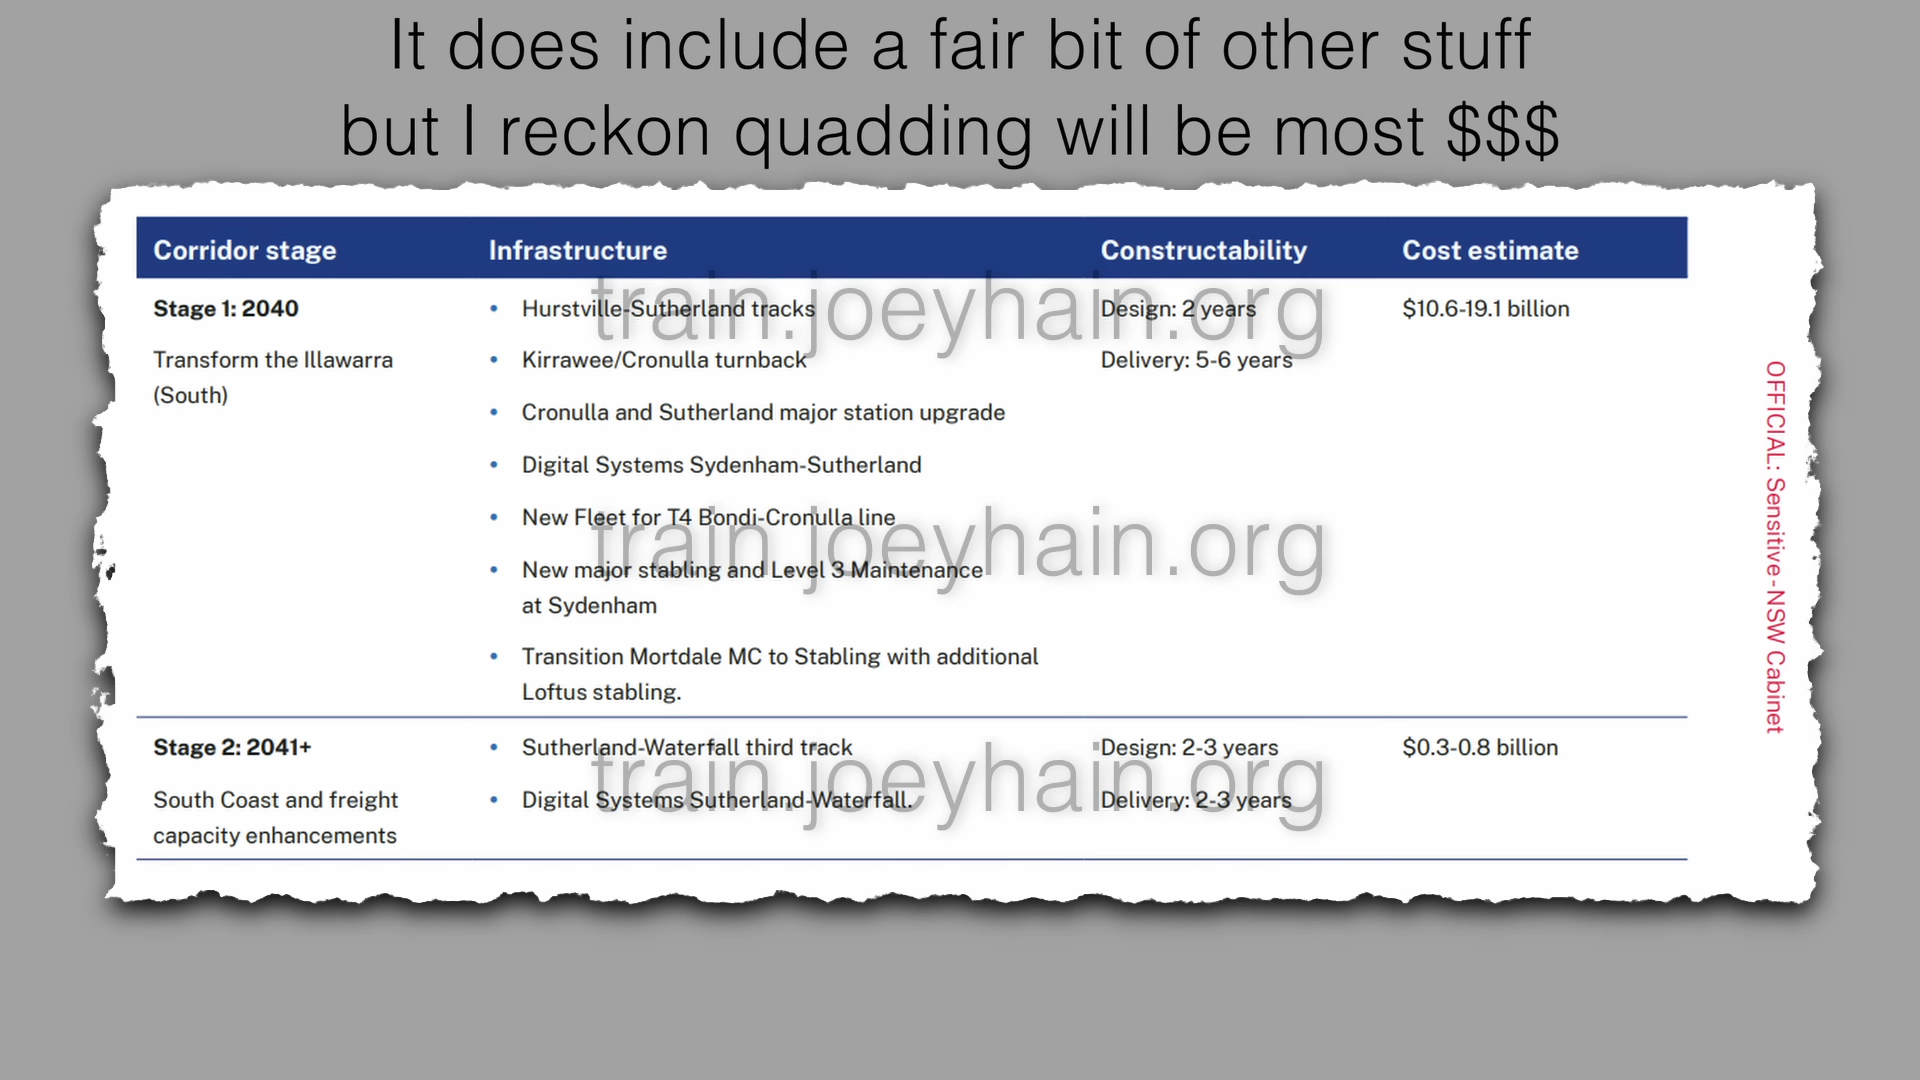 It does include a fair bit of other stuff
but I reckon quadding will be most $$$
Corridor stage Infrastructure Constructability Cost estimate
Stage 1: 2040 • Hurstville-Sutherland tracks Design: 2 years $10.6-19.1 billion
Transform the Illawarra • Kirrawee/Cronulla turnback Delivery: 5-6 years
(South)
• Cronulla and Sutherland major station upgrade
• Digital Systems Sydenham-Sutherland
• New Fleet for T4 Bondi-Cronulla line
• New major stabling and Level 3 Maintenance
at Sydenham
• Transition Mortdale MC to Stabling with additional
Loftus stabling.
Stage 2: 2041+ • Sutherland-Waterfall third track Design: 2-3 years $0.3-0.8 billion
South Coast and freight • Digital Systems Sutherland-Waterfall. Delivery: 2-3 years
capacity enhancements
OFFICIAL: Sensitive-NSW Cabinet
train.joeyhain.org
train.joeyhain.org
train.joeyhain.org